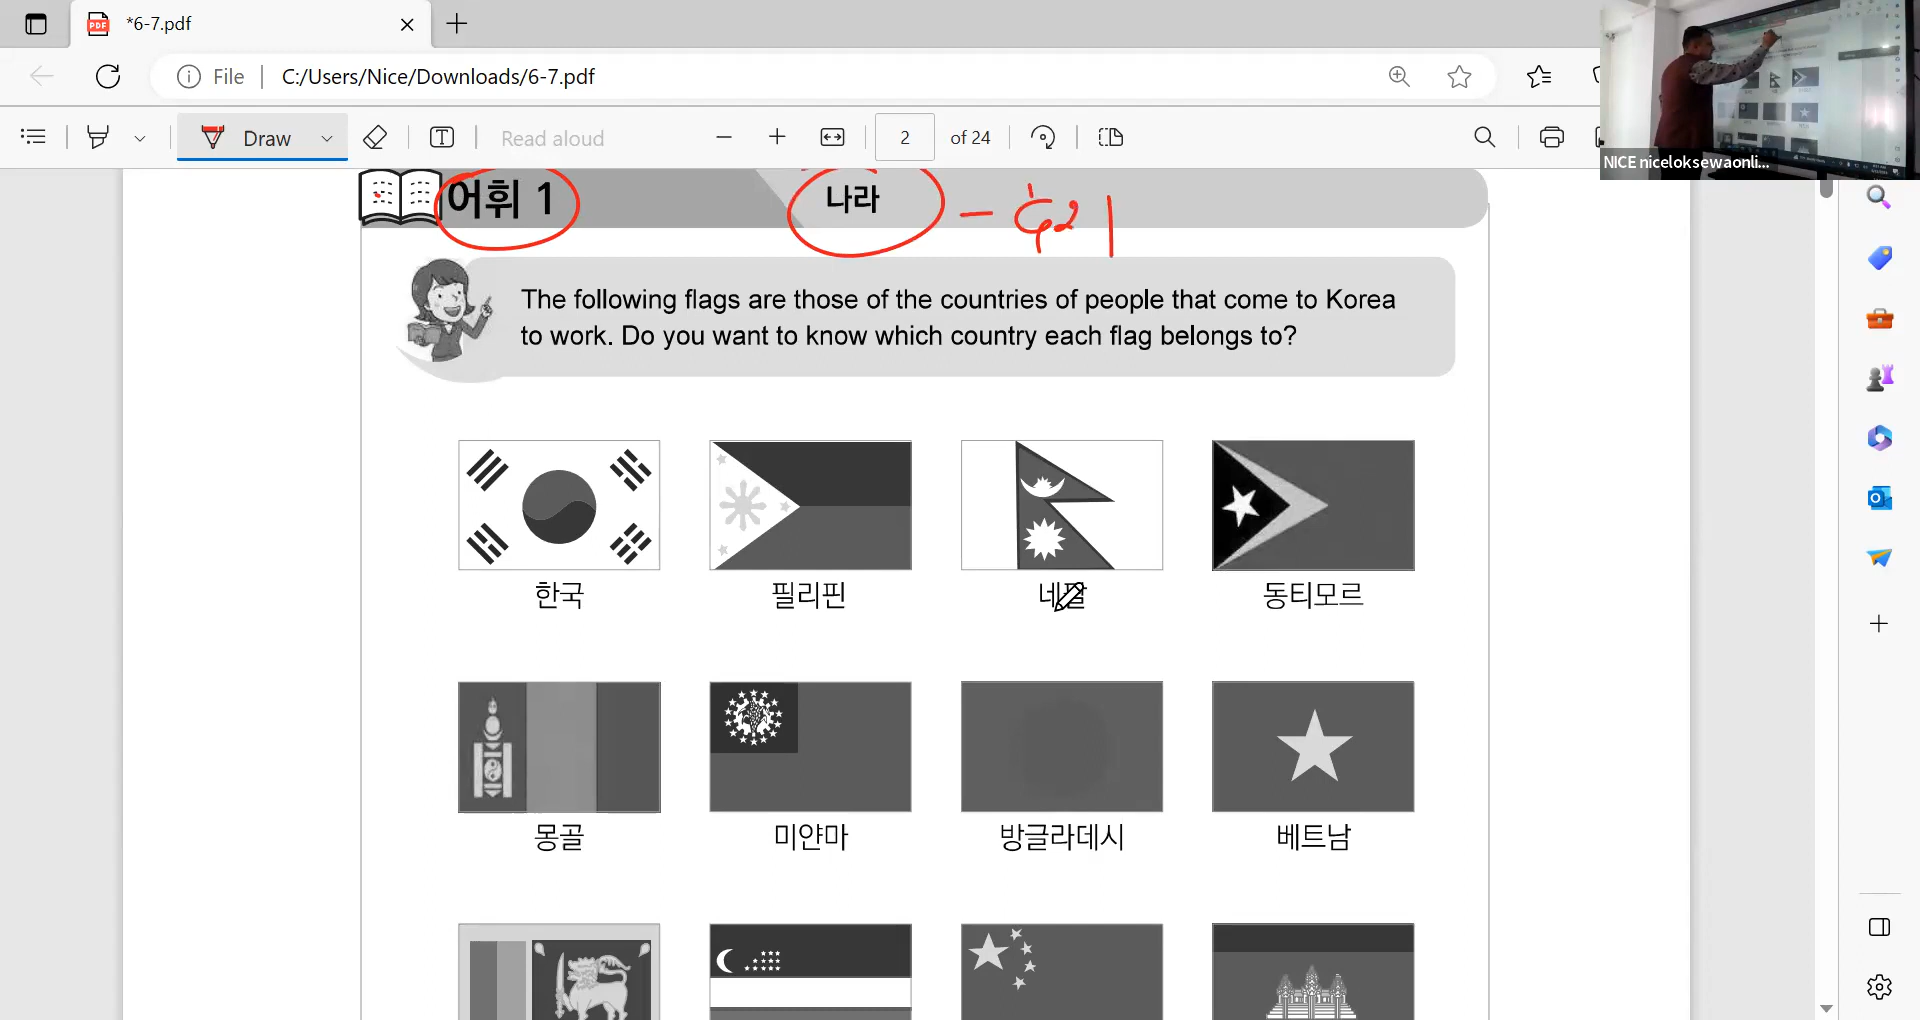 *6-7.pdf
File
C:/Users/Nice/Downloads/6-7.pdf
Draw
Read aloud
2 of 24
NICE niceloksewaonli...
어휘 1
나라
The following flags are those of the countries of people that come to Korea
to work. Do you want to know which country each flag belongs to?
한국 필리핀 네팔 동티모르
몽골 미얀마 방글라데시 베트남